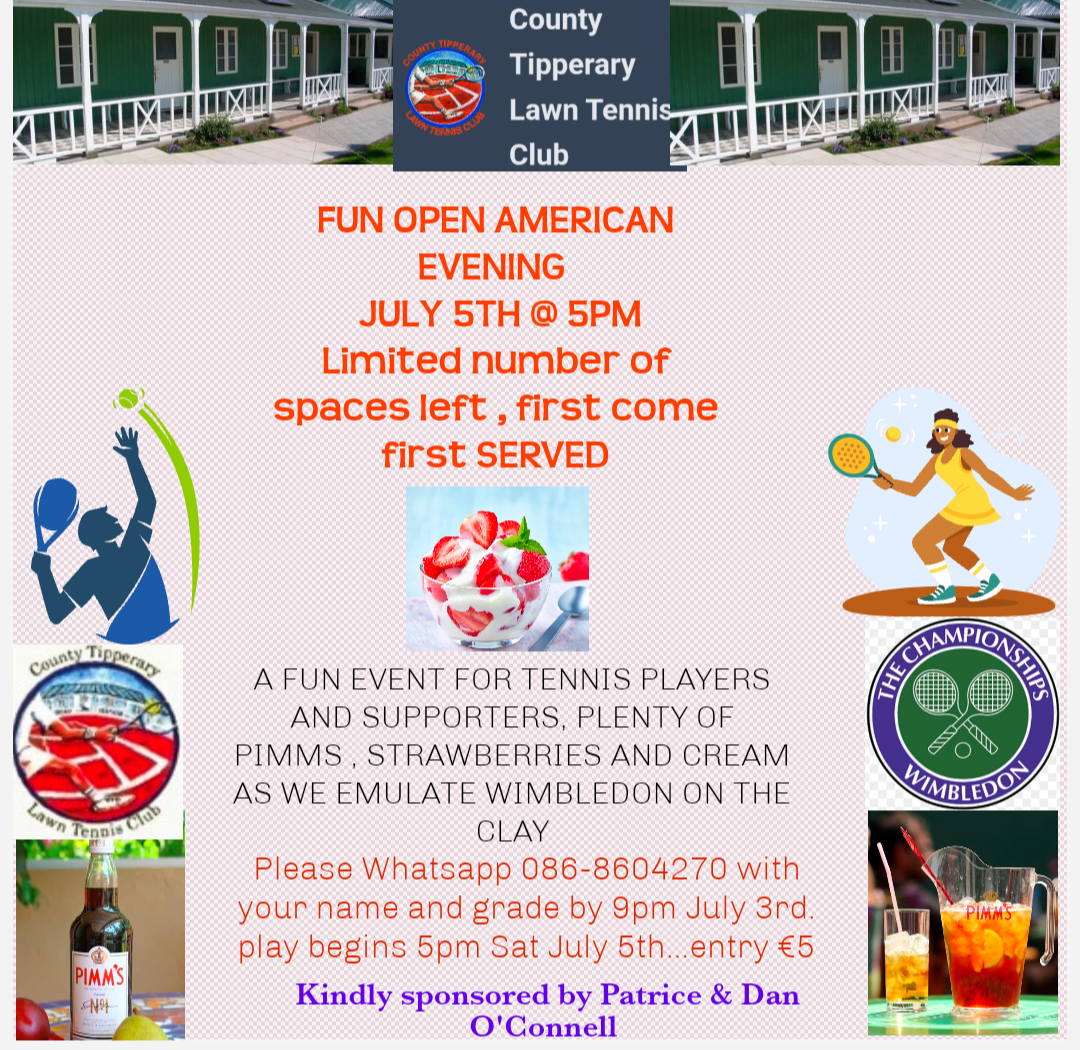 County
Tipperary
Lawn Tennis
Club
COUNTY TIPPERARY
LAWN TENNIS CLUB
FUN OPEN AMERICAN
EVENING
JULY 5TH @ 5PM
Limited number of
spaces left , first come
first SERVED
County Tipperary
Lawn Tennis Club
THE CHAMPIONSHIPS
WIMBLEDON
A FUN EVENT FOR TENNIS PLAYERS
AND SUPPORTERS, PLENTY OF
PIMMS , STRAWBERRIES AND CREAM
AS WE EMULATE WIMBLEDON ON THE
CLAY
Please Whatsapp 086-8604270 with
your name and grade by 9pm July 3rd.
play begins 5pm Sat July 5th...entry €5
Kindly sponsored by Patrice & Dan
O'Connell
PIMM'S
Nº1
PIMM'S